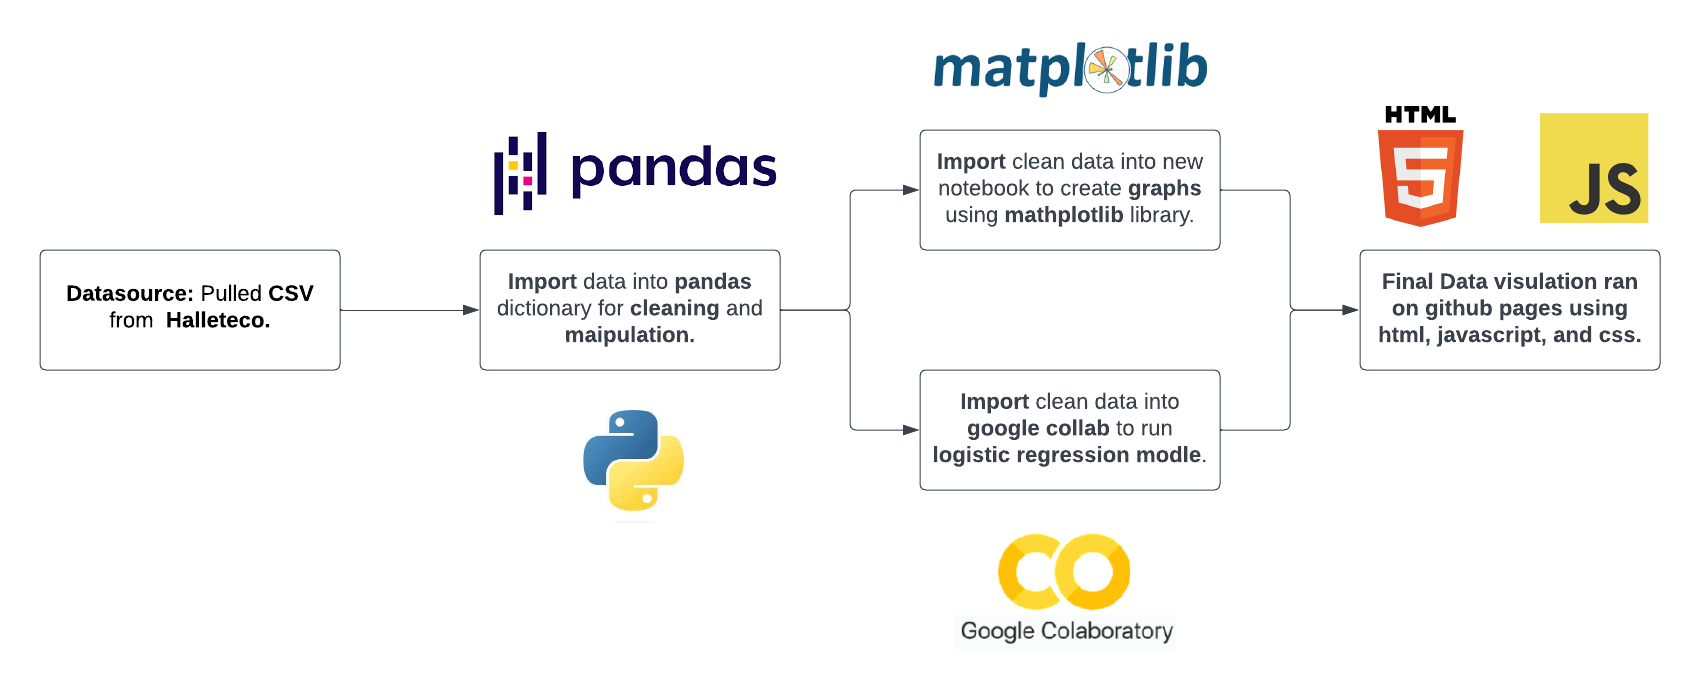 Datasource: Pulled CSV
from Halleteco.
pandas
Import data into pandas
dictionary for cleaning and
maipulation.
matplotlib
Import clean data into new
notebook to create graphs
using mathplotlib library.
Import clean data into
google collab to run
logistic regression modle.
Google Colaboratory
HTML
5
JS
Final Data visulation ran
on github pages using
html, javascript, and css.